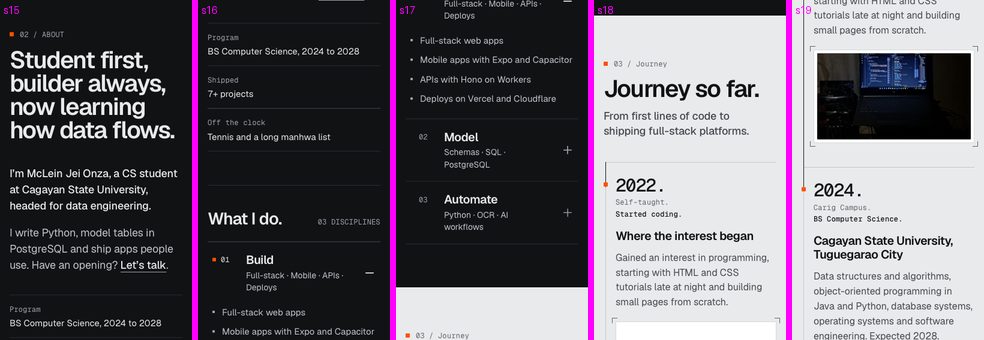 s15
02 / ABOUT
Student first,
builder always,
now learning
how data flows.
I'm McLein Jei Onza, a CS student
at Cagayan State University,
headed for data engineering.
I write Python, model tables in
PostgreSQL and ship apps people
use. Have an opening? Let's talk.
Program
BS Computer Science, 2024 to 2028
s16
Program
BS Computer Science, 2024 to 2028
Shipped
7+ projects
Off the clock
Tennis and a long manhwa list
What I do.
03 DISCIPLINES
01 Build
Full-stack · Mobile · APIs ·
Deploys
• Full-stack web apps
• Mobile apps with Expo and Capacitor
s17
Full-stack · Mobile · APIs ·
Deploys
• Full-stack web apps
• Mobile apps with Expo and Capacitor
• APIs with Hono on Workers
• Deploys on Vercel and Cloudflare
02 Model
Schemas · SQL ·
PostgreSQL
03 Automate
Python · OCR · AI
workflows
03 / Journey
s18
03 / Journey
Journey so far.
From first lines of code to
shipping full-stack platforms.
2022.
Self-taught.
Started coding.
Where the interest began
Gained an interest in programming,
starting with HTML and CSS
tutorials late at night and building
small pages from scratch.
s19
starting with HTML and CSS
tutorials late at night and building
small pages from scratch.
2024.
Carig Campus.
BS Computer Science.
Cagayan State University,
Tuguegarao City
Data structures and algorithms,
object-oriented programming in
Java and Python, database systems,
operating systems and software
engineering. Expected 2028.